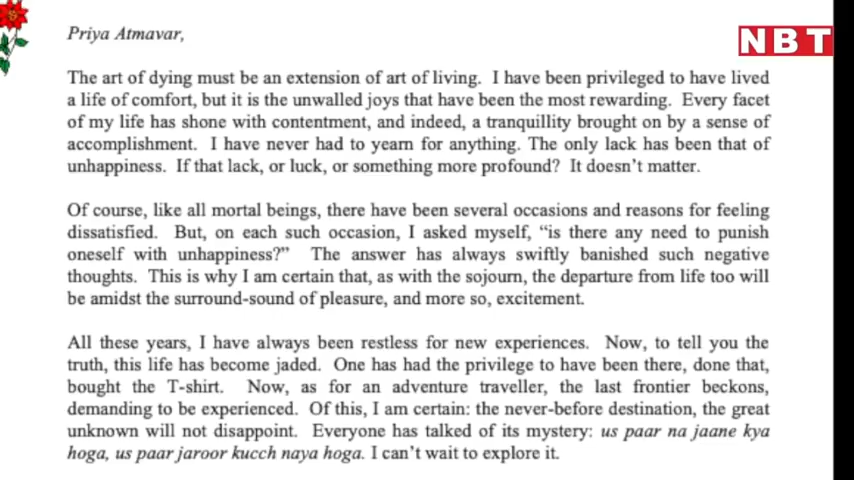 NBT
Priya Atmavar,
The art of dying must be an extension of art of living. I have been privileged to have lived
a life of comfort, but it is the unwalled joys that have been the most rewarding. Every facet
of my life has shone with contentment, and indeed, a tranquillity brought on by a sense of
accomplishment. I have never had to yearn for anything. The only lack has been that of
unhappiness. If that lack, or luck, or something more profound? It doesn't matter.
Of course, like all mortal beings, there have been several occasions and reasons for feeling
dissatisfied. But, on each such occasion, I asked myself, "is there any need to punish
oneself with unhappiness?" The answer has always swiftly banished such negative
thoughts. This is why I am certain that, as with the sojourn, the departure from life too will
be amidst the surround-sound of pleasure, and more so, excitement.
All these years, I have always been restless for new experiences. Now, to tell you the
truth, this life has become jaded. One has had the privilege to have been there, done that,
bought the T-shirt. Now, as for an adventure traveller, the last frontier beckons,
demanding to be experienced. Of this, I am certain: the never-before destination, the great
unknown will not disappoint. Everyone has talked of its mystery: us paar na jaane kya
hoga, us paar jaroor kucch naya hoga. I can't wait to explore it.